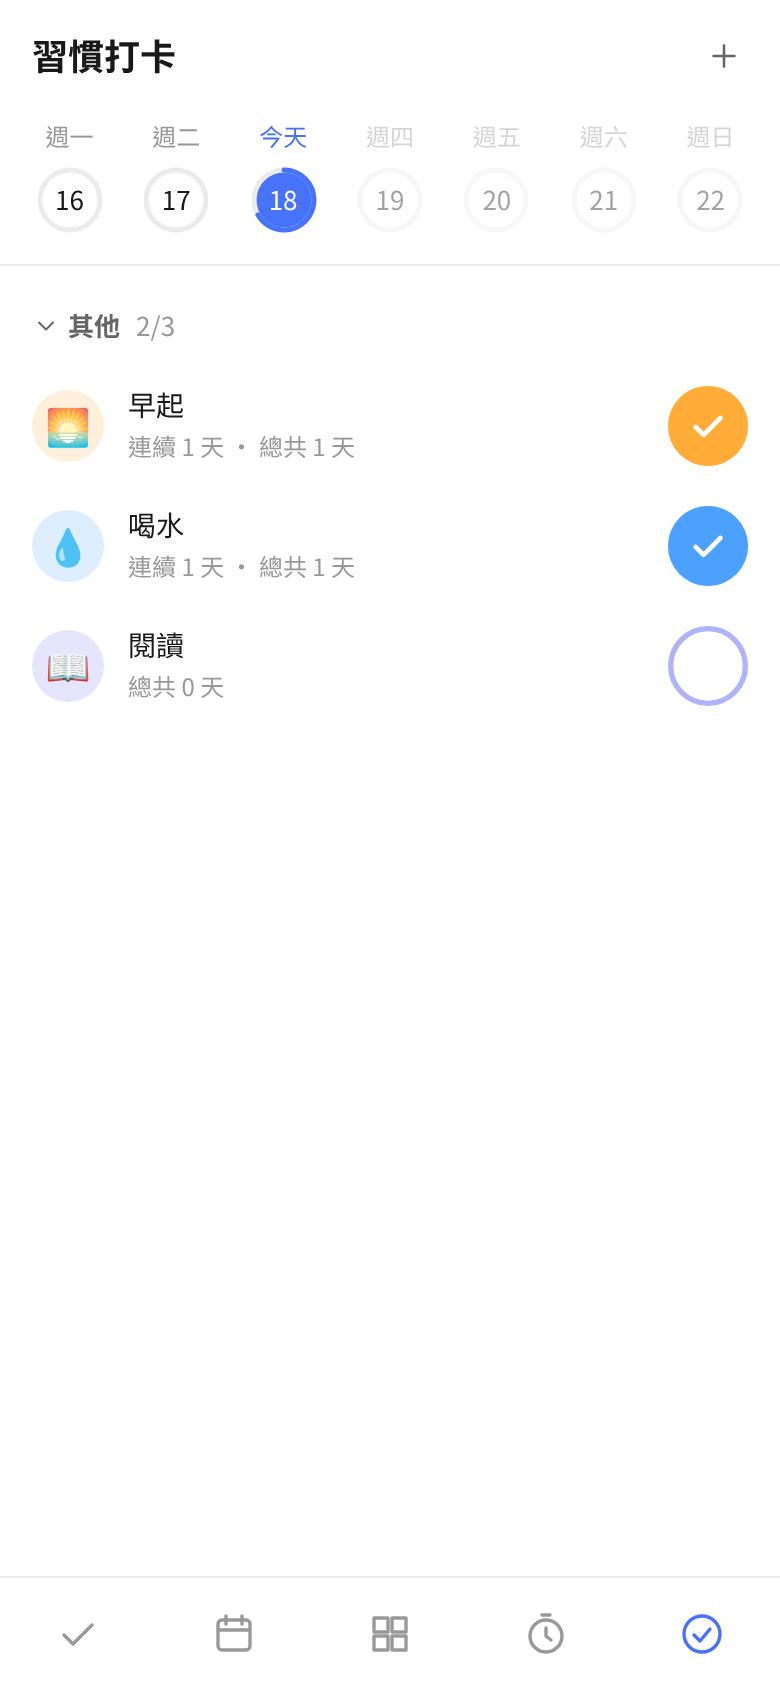 習慣打卡
週一 週二 今天 週四 週五 週六 週日
16 17 18 19 20 21 22
其他 2/3
早起
連續 1 天 • 總共 1 天
喝水
連續 1 天 • 總共 1 天
閱讀
總共 0 天